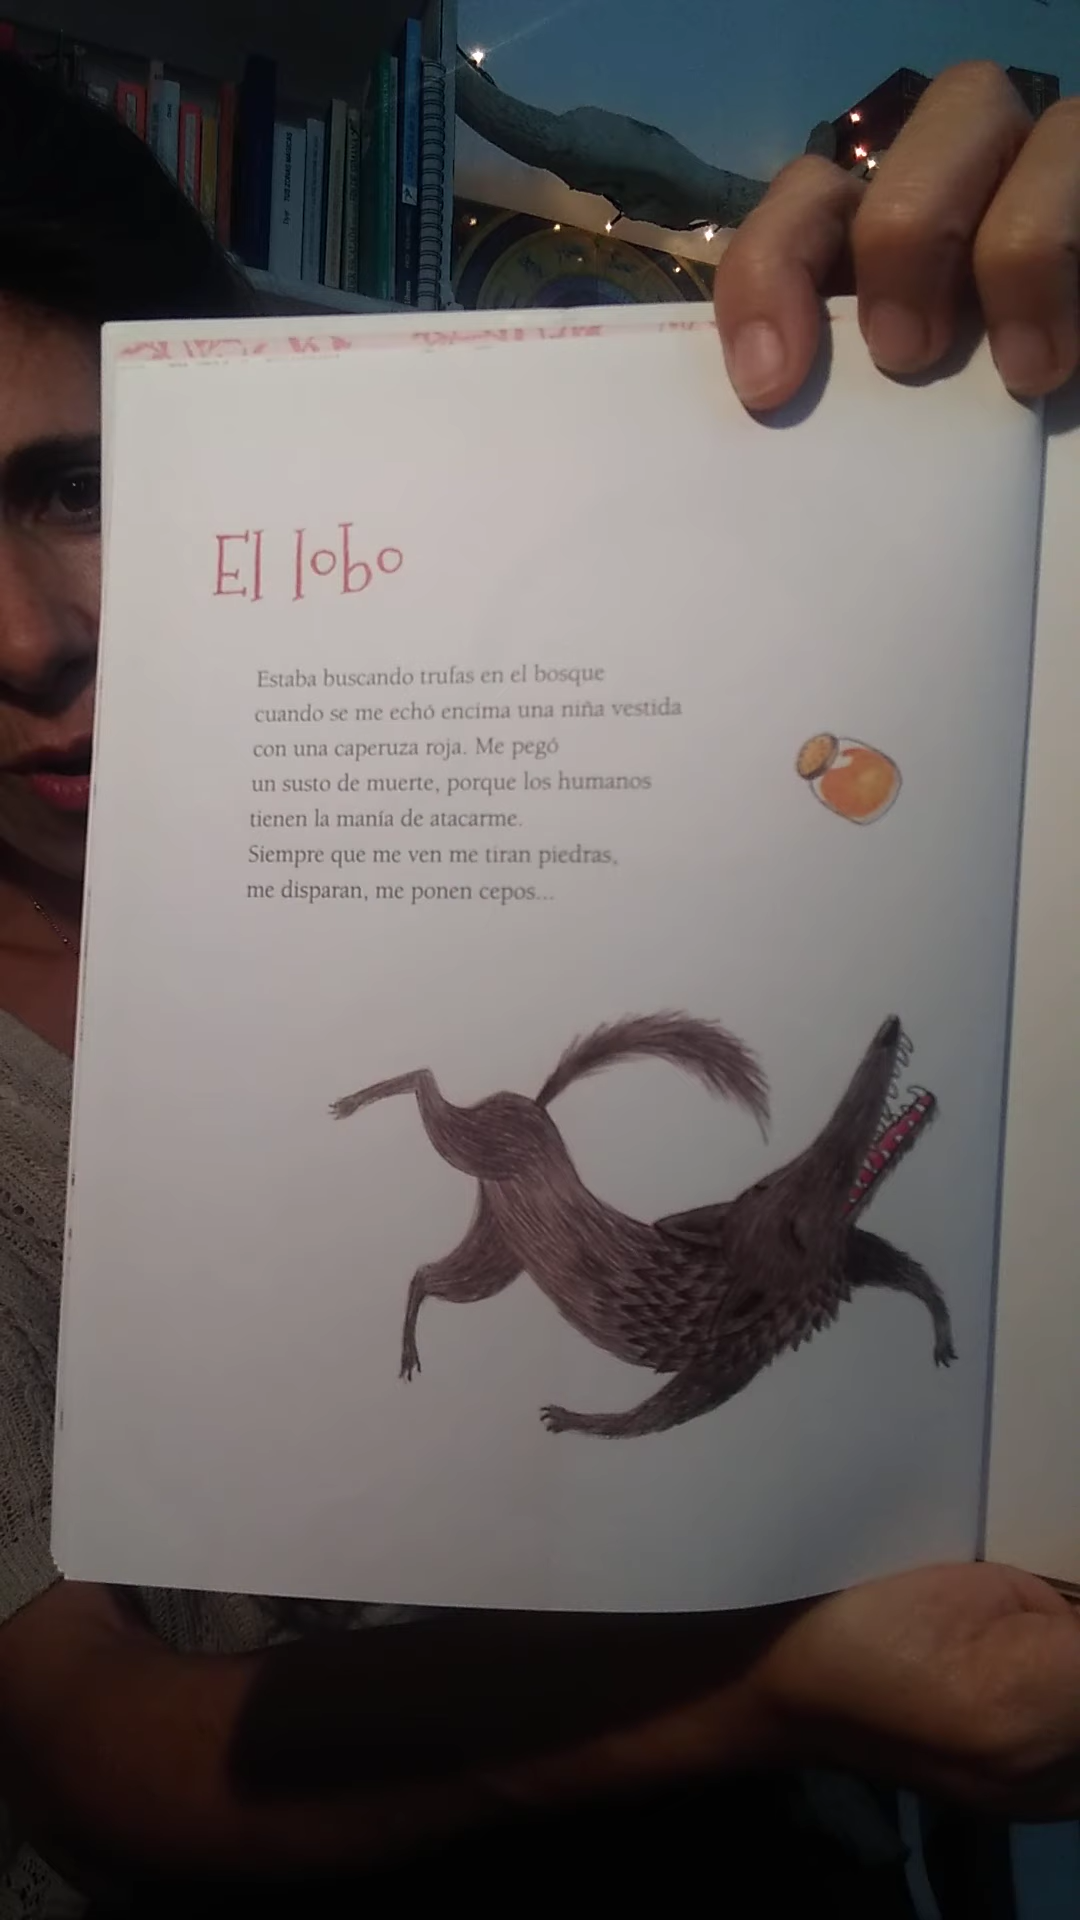 El lobo
Estaba buscando trufas en el bosque
cuando se me echó encima una niña vestida
con una caperuza roja. Me pegó
un susto de muerte, porque los humanos
tienen la manía de atacarme.
Siempre que me ven me tiran piedras,
me disparan, me ponen cepos...